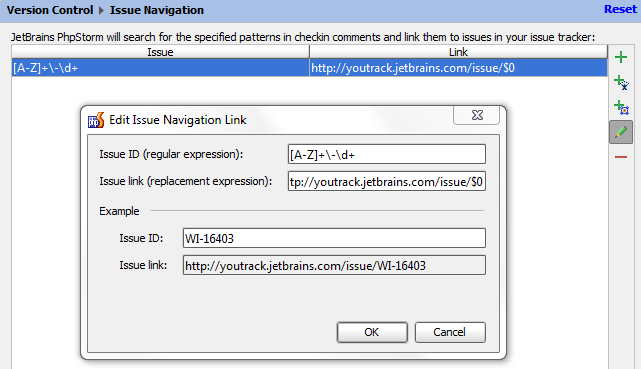 Version Control › Issue Navigation Reset
JetBrains PhpStorm will search for the specified patterns in checkin comments and link them to issues in your issue tracker:
Issue Link
[A-Z]+\-\d+ http://youtrack.jetbrains.com/issue/$0
Edit Issue Navigation Link
Issue ID (regular expression): [A-Z]+\-\d+
Issue link (replacement expression): tp://youtrack.jetbrains.com/issue/$0
Example
Issue ID: WI-16403
Issue link: http://youtrack.jetbrains.com/issue/WI-16403
OK Cancel